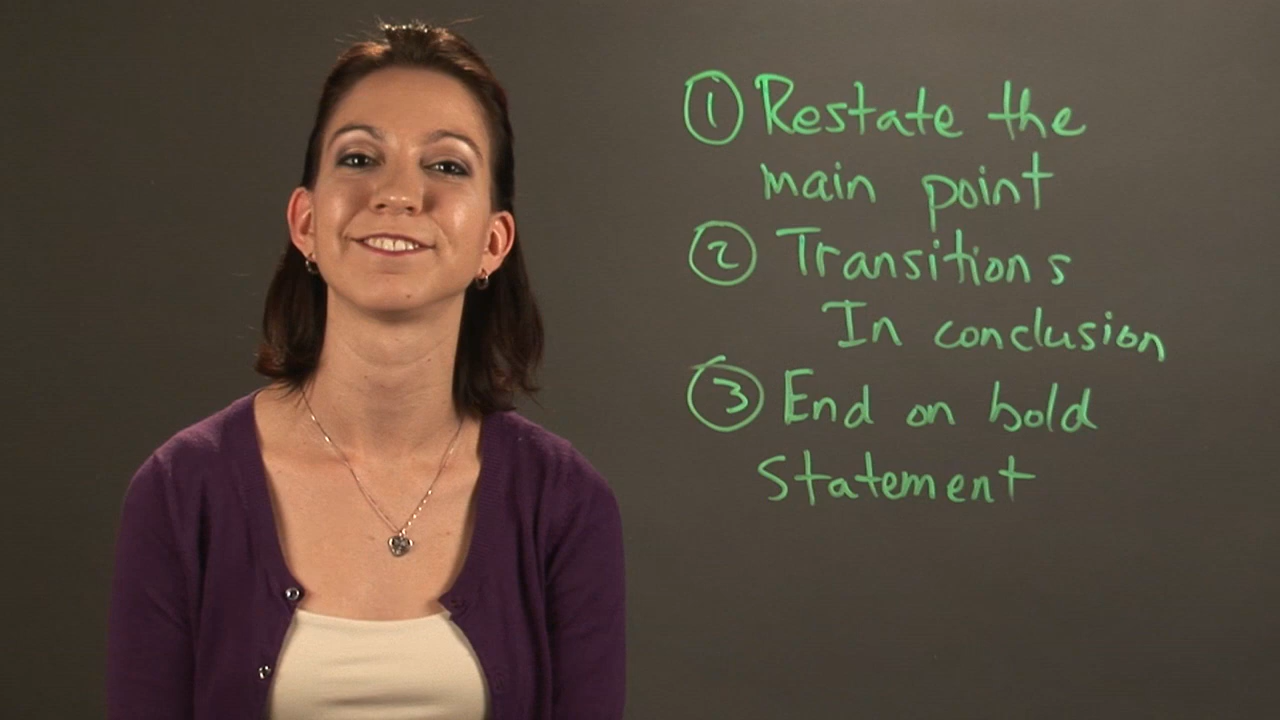 ① Restate the
main point
② Transitions
In conclusion
③ End on bold
Statement